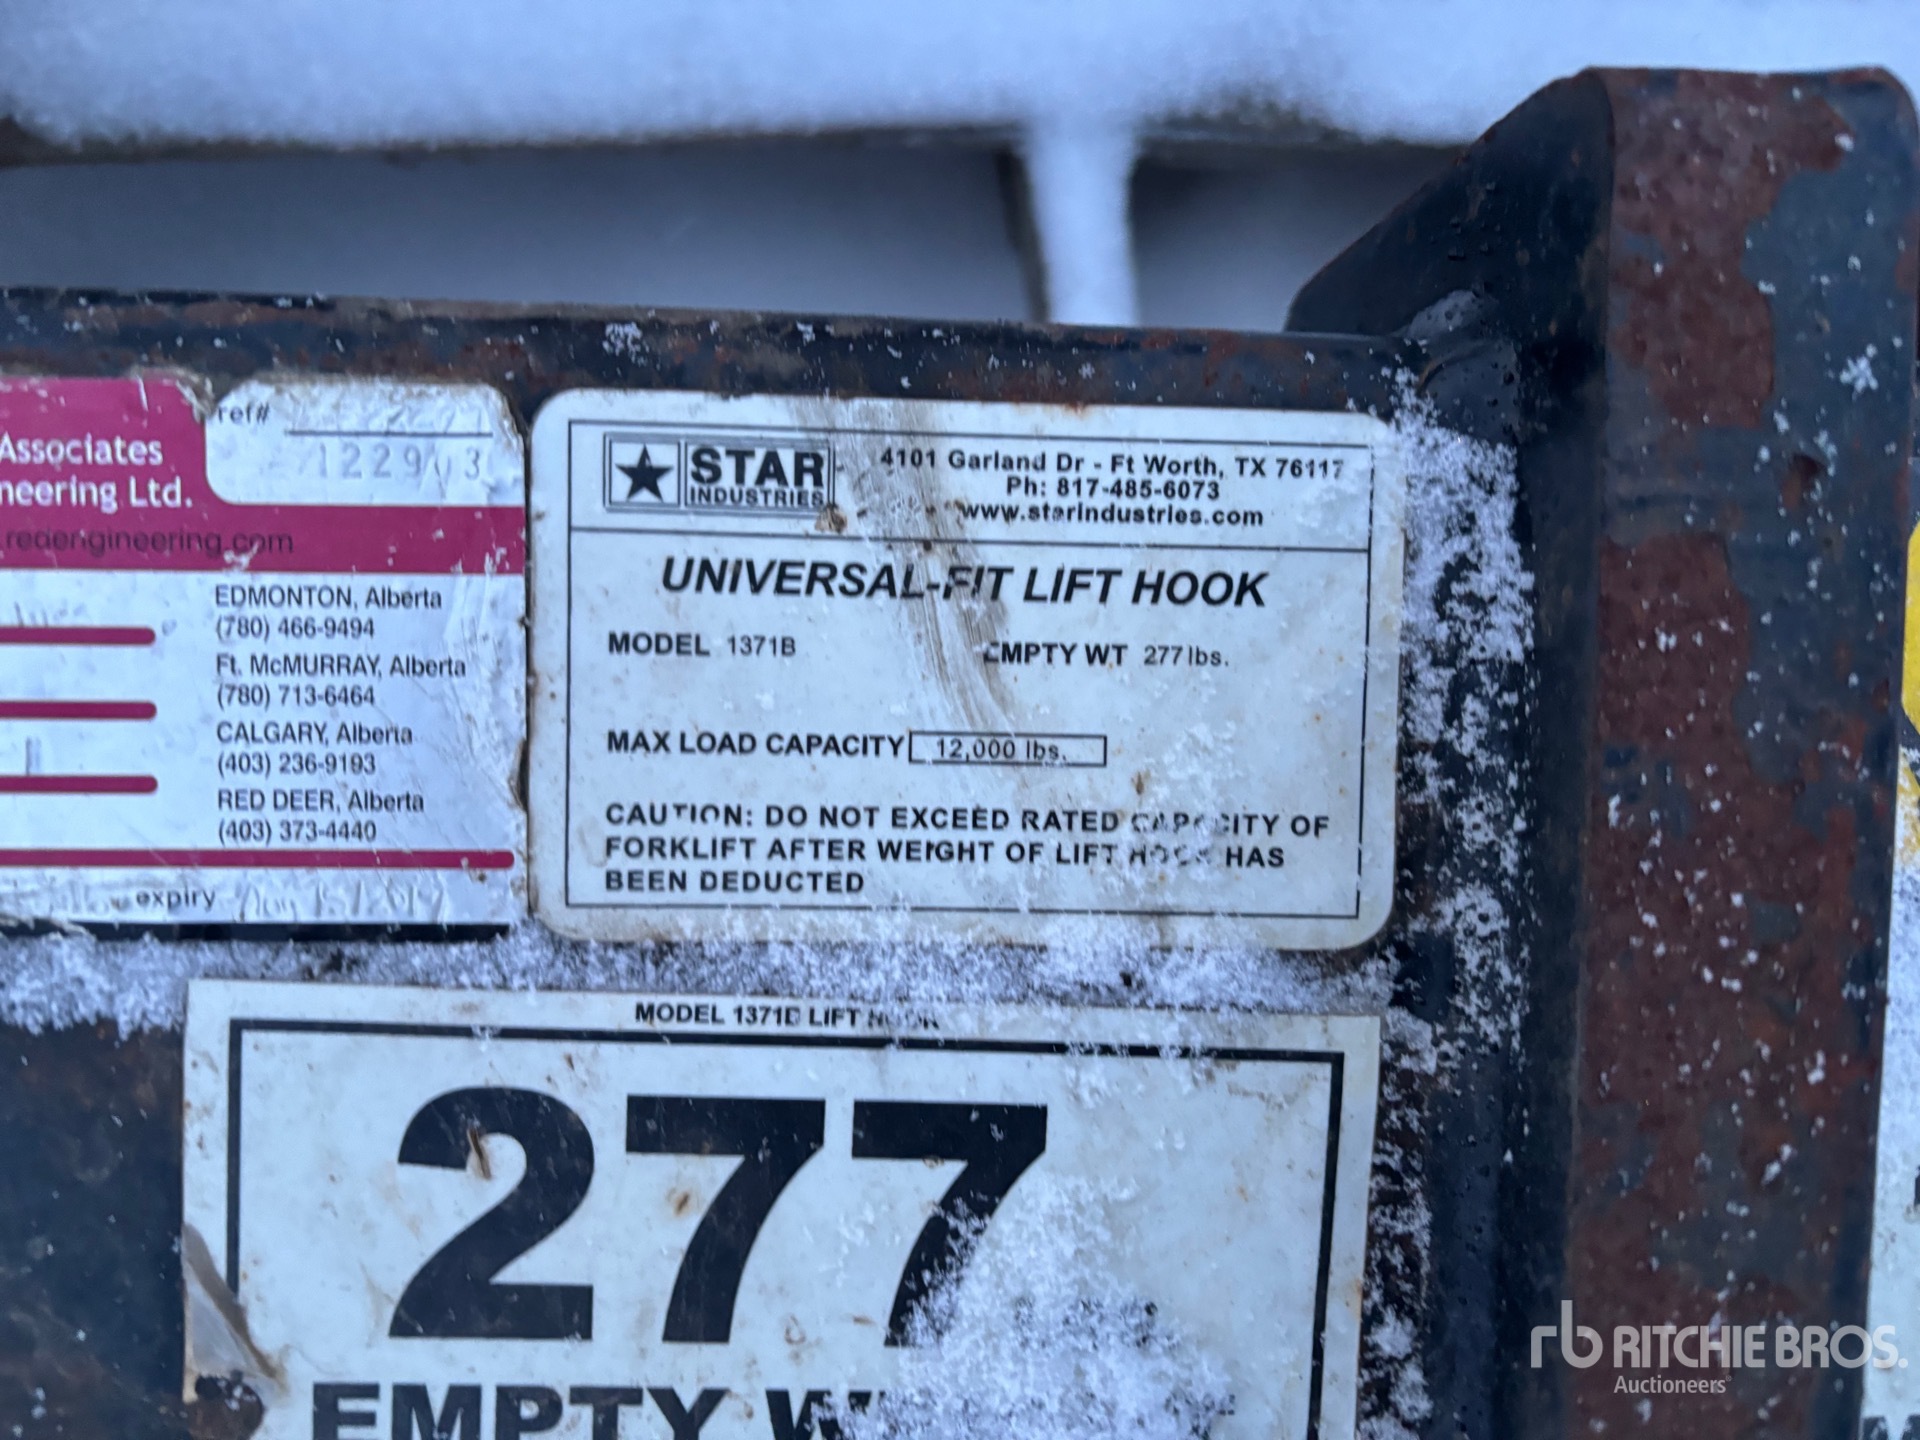 Associates
neering Ltd.
ref#
redengineering.com
EDMONTON, Alberta
(780) 466-9494
Ft. McMURRAY, Alberta
(780) 713-6464
CALGARY, Alberta
(403) 236-9193
RED DEER, Alberta
(403) 373-4440
expiry
STAR
INDUSTRIES
4101 Garland Dr - Ft Worth, TX 76117
Ph: 817-485-6073
www.starindustries.com
UNIVERSAL-FIT LIFT HOOK
MODEL 1371B EMPTY WT 277 lbs.
MAX LOAD CAPACITY 12,000 lbs.
CAUTION: DO NOT EXCEED RATED CAPACITY OF
FORKLIFT AFTER WEIGHT OF LIFT HOOK HAS
BEEN DEDUCTED
MODEL 1371B LIFT HOOK
277
EMPTY
rb RITCHIE BROS.
Auctioneers